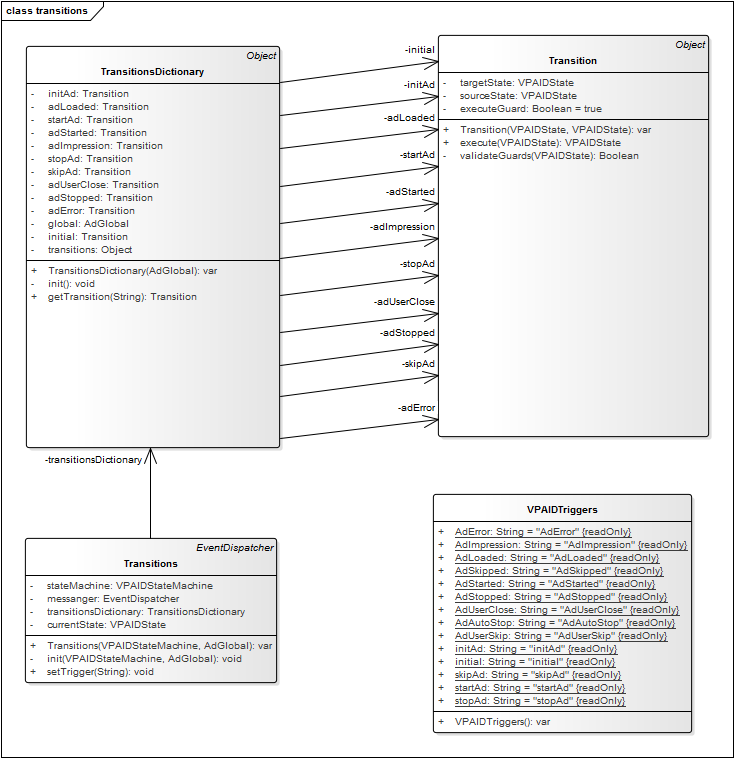 class transitions
Object
TransitionsDictionary
- initAd: Transition
- adLoaded: Transition
- startAd: Transition
- adStarted: Transition
- adImpression: Transition
- stopAd: Transition
- skipAd: Transition
- adUserClose: Transition
- adStopped: Transition
- adError: Transition
- global: AdGlobal
- initial: Transition
- transitions: Object
+ TransitionsDictionary(AdGlobal): var
- init(): void
+ getTransition(String): Transition
-initial
-initAd
-adLoaded
-startAd
-adStarted
-adImpression
-stopAd
-adUserClose
-adStopped
-skipAd
-adError
Object
Transition
- targetState: VPAIDState
- sourceState: VPAIDState
- executeGuard: Boolean = true
+ Transition(VPAIDState, VPAIDState): var
+ execute(VPAIDState): VPAIDState
- validateGuards(VPAIDState): Boolean
-transitionsDictionary
EventDispatcher
Transitions
- stateMachine: VPAIDStateMachine
- messanger: EventDispatcher
- transitionsDictionary: TransitionsDictionary
- currentState: VPAIDState
+ Transitions(VPAIDStateMachine, AdGlobal): var
- init(VPAIDStateMachine, AdGlobal): void
+ setTrigger(String): void
VPAIDTriggers
+ AdError: String = "AdError" {readOnly}
+ AdImpression: String = "AdImpression" {readOnly}
+ AdLoaded: String = "AdLoaded" {readOnly}
+ AdSkipped: String = "AdSkipped" {readOnly}
+ AdStarted: String = "AdStarted" {readOnly}
+ AdStopped: String = "AdStopped" {readOnly}
+ AdUserClose: String = "AdUserClose" {readOnly}
+ AdAutoStop: String = "AdAutoStop" {readOnly}
+ AdUserSkip: String = "AdUserSkip" {readOnly}
+ initAd: String = "initAd" {readOnly}
+ initial: String = "initial" {readOnly}
+ skipAd: String = "skipAd" {readOnly}
+ startAd: String = "startAd" {readOnly}
+ stopAd: String = "stopAd" {readOnly}
+ VPAIDTriggers(): var